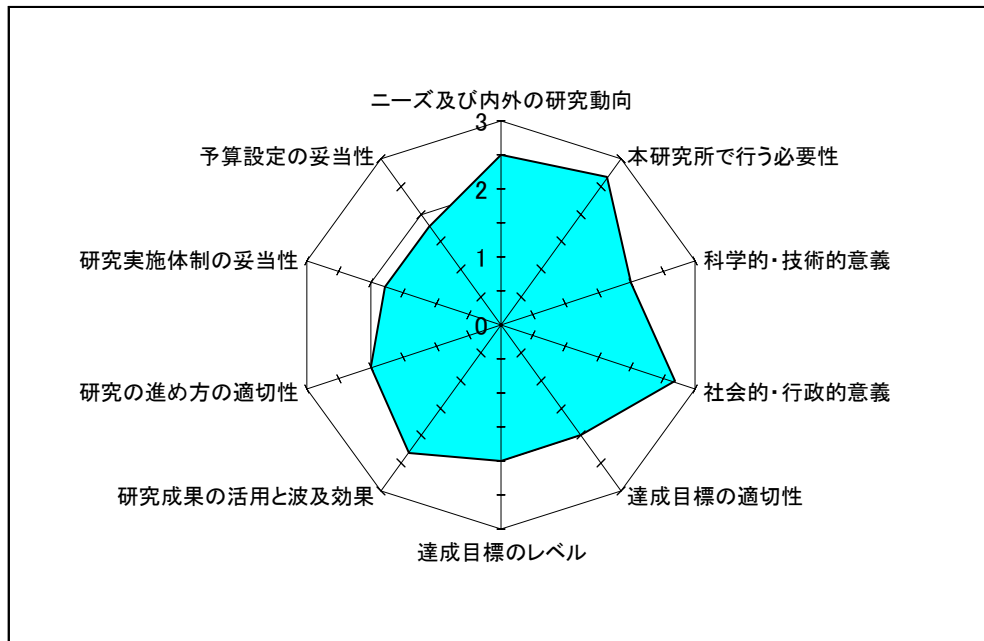 ニーズ及び内外の研究動向
3
予算設定の妥当性
本研究所で行う必要性
2
研究実施体制の妥当性
1
科学的・技術的意義
0
研究の進め方の適切性
社会的・行政的意義
研究成果の活用と波及効果
達成目標の適切性
達成目標のレベル